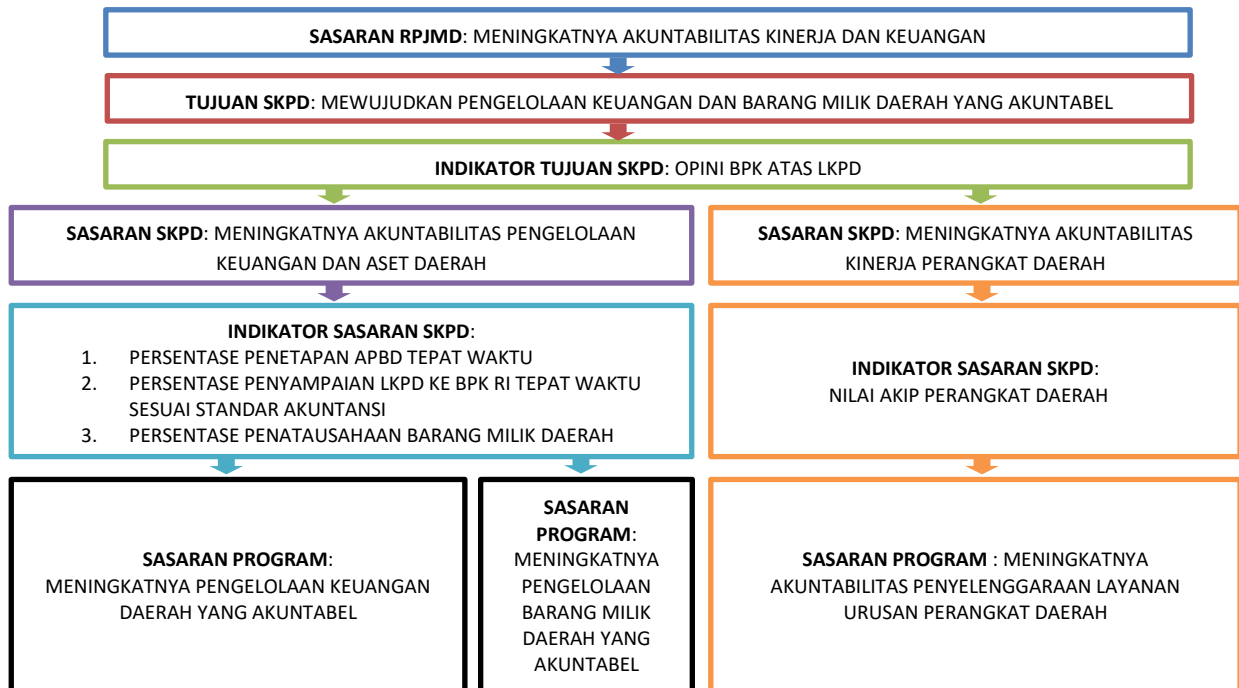 SASARAN RPJMD: MENINGKATNYA AKUNTABILITAS KINERJA DAN KEUANGAN
TUJUAN SKPD: MEWUJUDKAN PENGELOLAAN KEUANGAN DAN BARANG MILIK DAERAH YANG AKUNTABEL
INDIKATOR TUJUAN SKPD: OPINI BPK ATAS LKPD
SASARAN SKPD: MENINGKATNYA AKUNTABILITAS PENGELOLAAN
KEUANGAN DAN ASET DAERAH
SASARAN SKPD: MENINGKATNYA AKUNTABILITAS
KINERJA PERANGKAT DAERAH
INDIKATOR SASARAN SKPD:
1. PERSENTASE PENETAPAN APBD TEPAT WAKTU
2. PERSENTASE PENYAMPAIAN LKPD KE BPK RI TEPAT WAKTU
SESUAI STANDAR AKUNTANSI
3. PERSENTASE PENATAUSAHAAN BARANG MILIK DAERAH
INDIKATOR SASARAN SKPD:
NILAI AKIP PERANGKAT DAERAH
SASARAN PROGRAM:
MENINGKATNYA PENGELOLAAN KEUANGAN
DAERAH YANG AKUNTABEL
SASARAN
PROGRAM:
MENINGKATNYA
PENGELOLAAN
BARANG MILIK
DAERAH YANG
AKUNTABEL
SASARAN PROGRAM : MENINGKATNYA
AKUNTABILITAS PENYELENGGARAAN LAYANAN
URUSAN PERANGKAT DAERAH